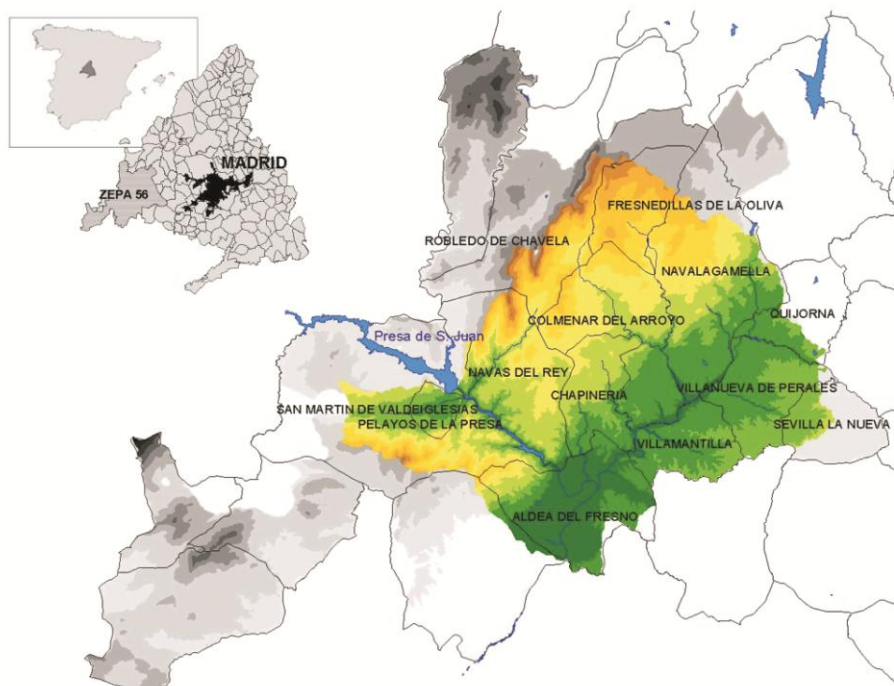 MADRID
ZEPA 56
FRESNEDILLAS DE LA OLIVA
ROBLEDO DE CHAVELA
NAVALAGAMELLA
QUIJORNA
COLMENAR DEL ARROYO
Presa de S. Juan
NAVAS DEL REY
CHAPINERIA
VILLANUEVA DE PERALES
SAN MARTIN DE VALDEIGLESIAS
PELAYOS DE LA PRESA
SEVILLA LA NUEVA
VILLAMANTILLA
ALDEA DEL FRESNO